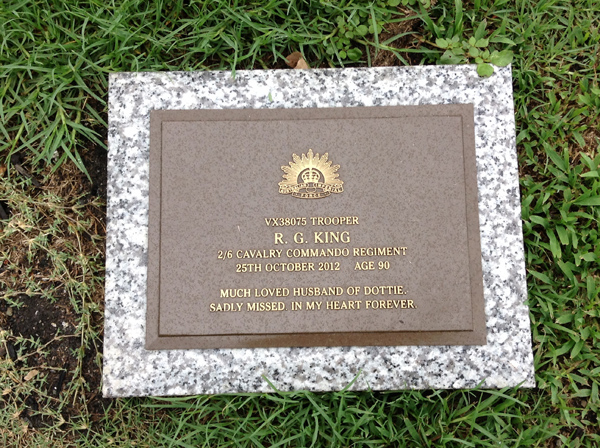 VX38075 TROOPER
R. G. KING
2/6 CAVALRY COMMANDO REGIMENT
25TH OCTOBER 2012 AGE 90
MUCH LOVED HUSBAND OF DOTTIE.
SADLY MISSED. IN MY HEART FOREVER.